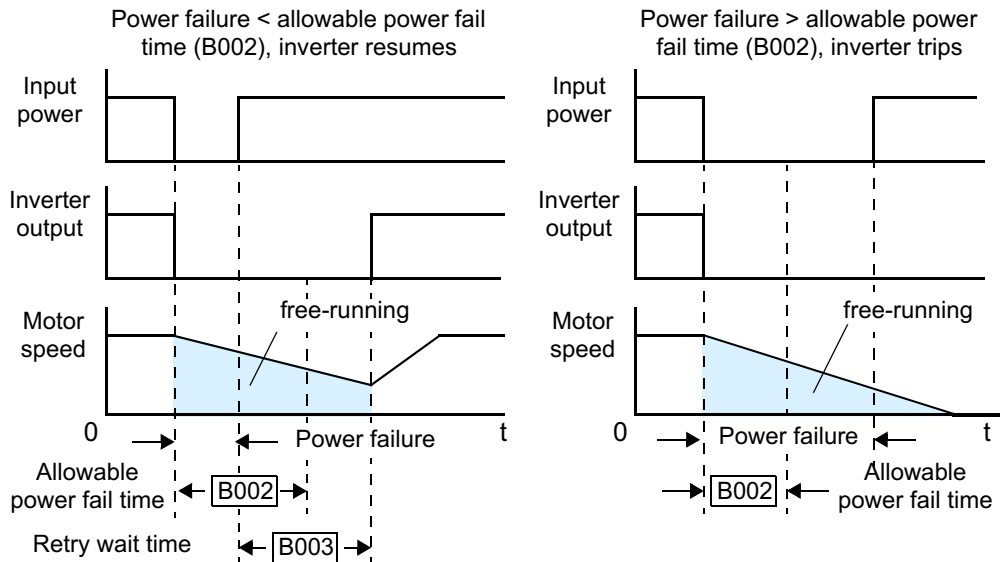 Power failure < allowable power fail
time (B002), inverter resumes
Input
power
Inverter
output
Motor
speed
free-running
0
t
Power failure
Allowable
power fail time
B002
Retry wait time
B003
Power failure > allowable power
fail time (B002), inverter trips
Input
power
Inverter
output
Motor
speed
free-running
0
t
Power failure
B002
Allowable
power fail time